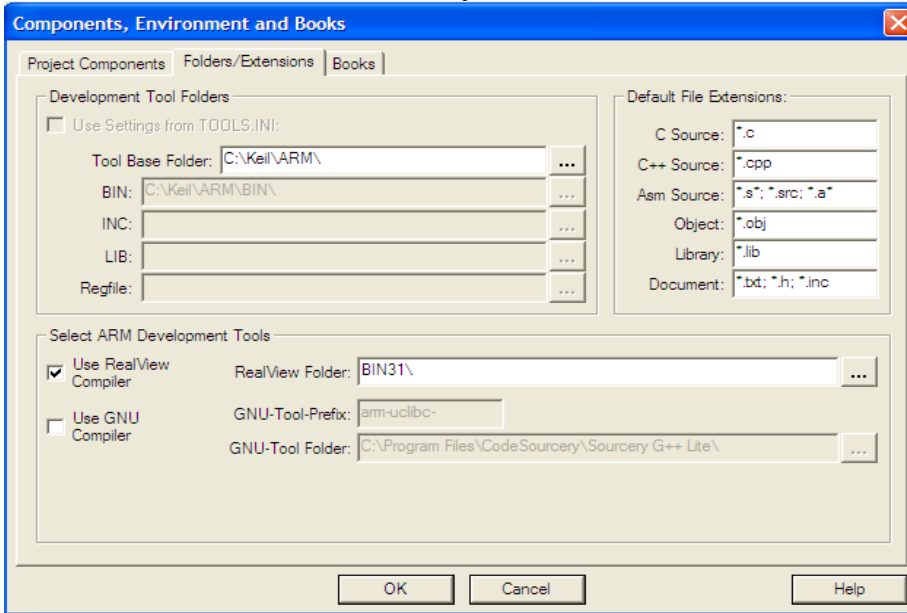 Components, Environment and Books
Project Components Folders/Extensions Books
Development Tool Folders
Use Settings from TOOLS.INI:
Tool Base Folder: C:\Keil\ARM\ ...
BIN: C:\Keil\ARM\BIN\ ...
INC: ...
LIB: ...
Regfile: ...
Default File Extensions:
C Source: *.c
C++ Source: *.cpp
Asm Source: *.s*; *.src; *.a*
Object: *.obj
Library: *.lib
Document: *.txt; *.h; *.inc
Select ARM Development Tools
Use RealView
Compiler
RealView Folder: BIN31\ ...
Use GNU
Compiler
GNU-Tool-Prefix: arm-uclibc-
GNU-Tool Folder: C:\Program Files\CodeSourcery\Sourcery G++ Lite\ ...
OK Cancel Help